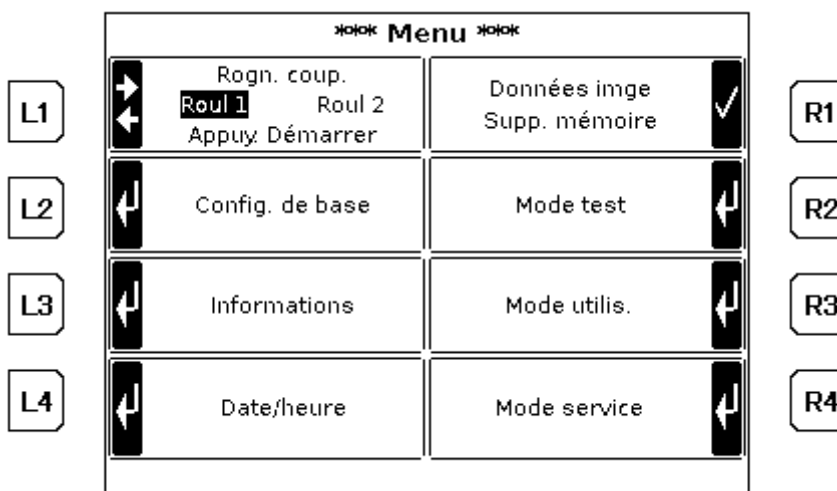 *** Menu ***
L1
Rogn. coup.
Roul 1 Roul 2
Appuy. Démarrer
Données imge
Supp. mémoire
R1
L2
Config. de base
Mode test
R2
L3
Informations
Mode utilis.
R3
L4
Date/heure
Mode service
R4